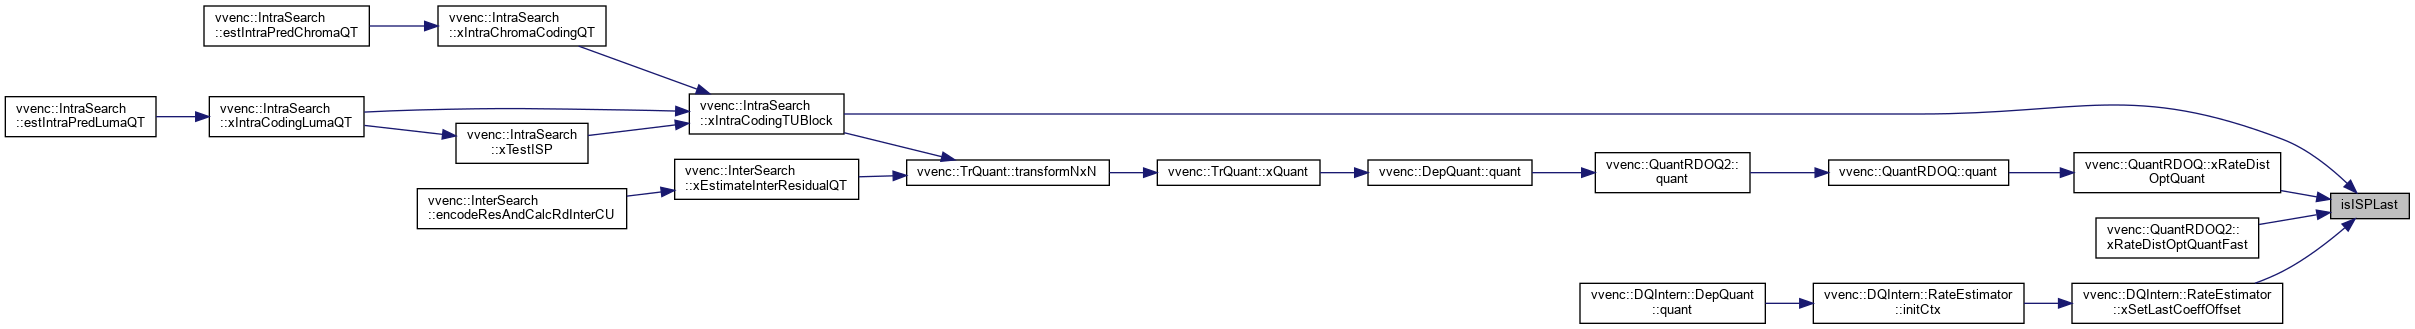 vvenc::IntraSearch
::estIntraPredChromaQT
vvenc::IntraSearch
::xIntraChromaCodingQT
vvenc::IntraSearch
::estIntraPredLumaQT
vvenc::IntraSearch
::xIntraCodingLumaQT
vvenc::IntraSearch
::xIntraCodingTUBlock
vvenc::IntraSearch
::xTestISP
vvenc::InterSearch
::encodeResAndCalcRdInterCU
vvenc::InterSearch
::xEstimateInterResidualQT
vvenc::TrQuant::transformNxN
vvenc::TrQuant::xQuant
vvenc::DepQuant::quant
vvenc::QuantRDOQ2::
quant
vvenc::QuantRDOQ::quant
vvenc::QuantRDOQ::xRateDist
OptQuant
isISPLast
vvenc::QuantRDOQ2::
xRateDistOptQuantFast
vvenc::DQIntern::DepQuant
::quant
vvenc::DQIntern::RateEstimator
::initCtx
vvenc::DQIntern::RateEstimator
::xSetLastCoeffOffset